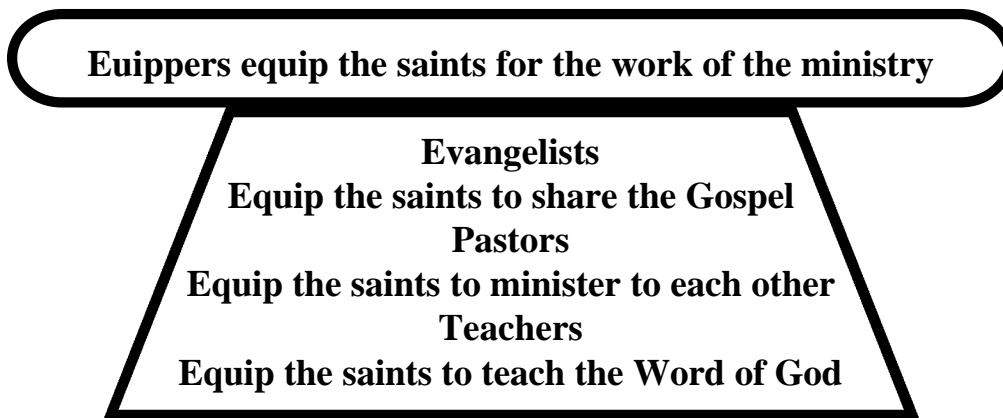 Euippers equip the saints for the work of the ministry
Evangelists
Equip the saints to share the Gospel
Pastors
Equip the saints to minister to each other
Teachers
Equip the saints to teach the Word of God